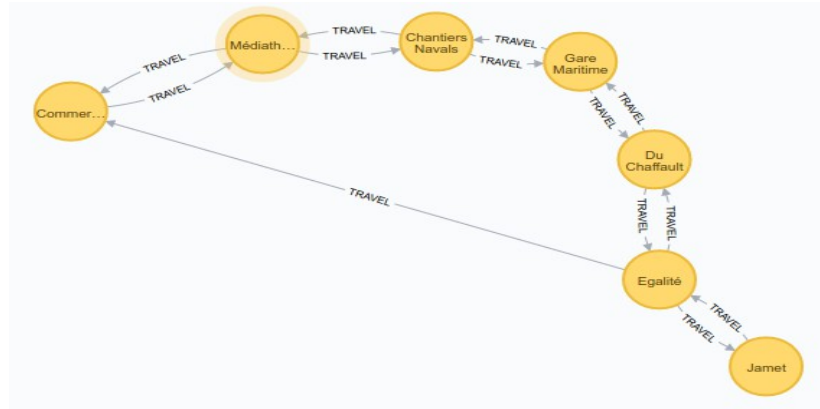 TRAVEL
TRAVEL
Médiath...
TRAVEL
TRAVEL
Chantiers
Navals
TRAVEL
TRAVEL
Gare
Maritime
Commer...
TRAVEL
TRAVEL
Du
Chaffault
TRAVEL
TRAVEL
TRAVEL
Egalité
TRAVEL
TRAVEL
Jamet